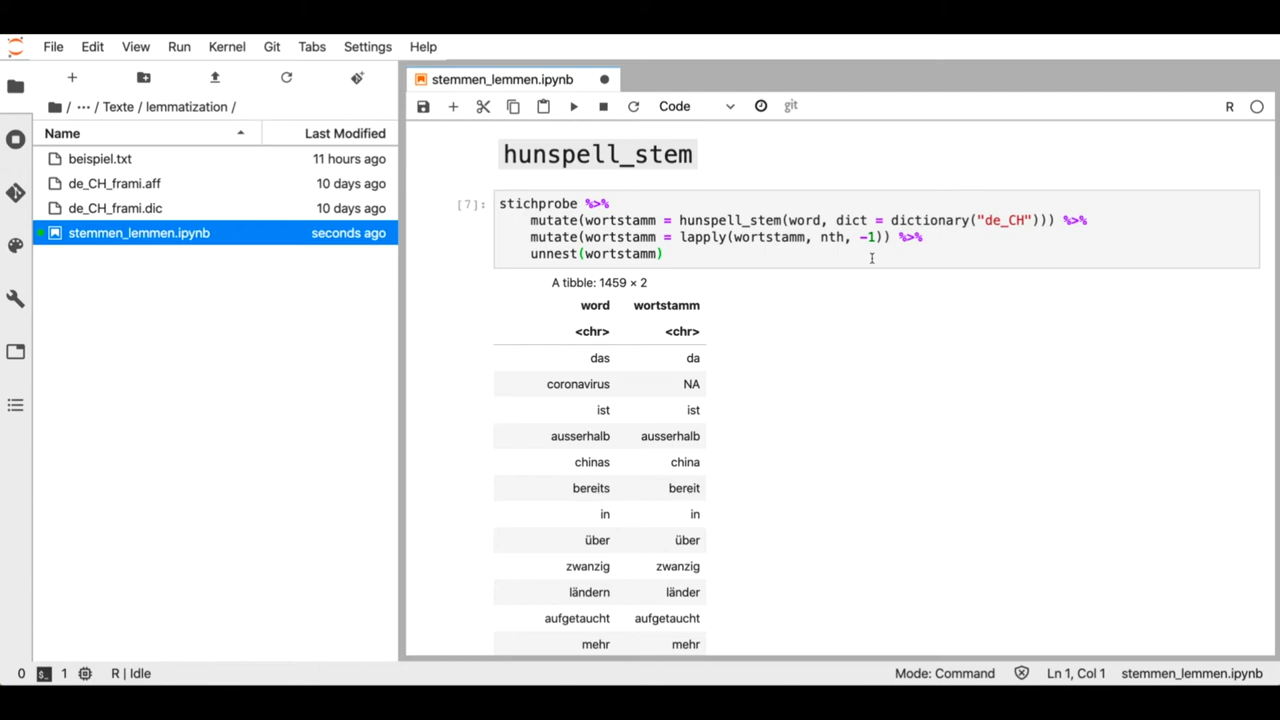 File Edit View Run Kernel Git Tabs Settings Help
/ ··· / Texte / lemmatization /
Name Last Modified
beispiel.txt 11 hours ago
de_CH_frami.aff 10 days ago
de_CH_frami.dic 10 days ago
stemmen_lemmen.ipynb seconds ago
stemmen_lemmen.ipynb
Code git R
hunspell_stem
[7]: stichprobe %>%
mutate(wortstamm = hunspell_stem(word, dict = dictionary("de_CH"))) %>%
mutate(wortstamm = lapply(wortstamm, nth, -1)) %>%
unnest(wortstamm)
A tibble: 1459 × 2
word wortstamm
<chr> <chr>
das da
coronavirus NA
ist ist
ausserhalb ausserhalb
chinas china
bereits bereit
in in
über über
zwanzig zwanzig
ländern länder
aufgetaucht aufgetaucht
mehr mehr
0 $_ 1 R | Idle Mode: Command Ln 1, Col 1 stemmen_lemmen.ipynb